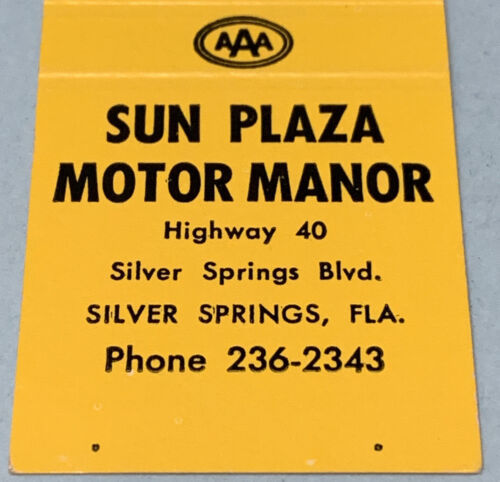 AAA
SUN PLAZA
MOTOR MANOR
Highway 40
Silver Springs Blvd.
SILVER SPRINGS, FLA.
Phone 236-2343